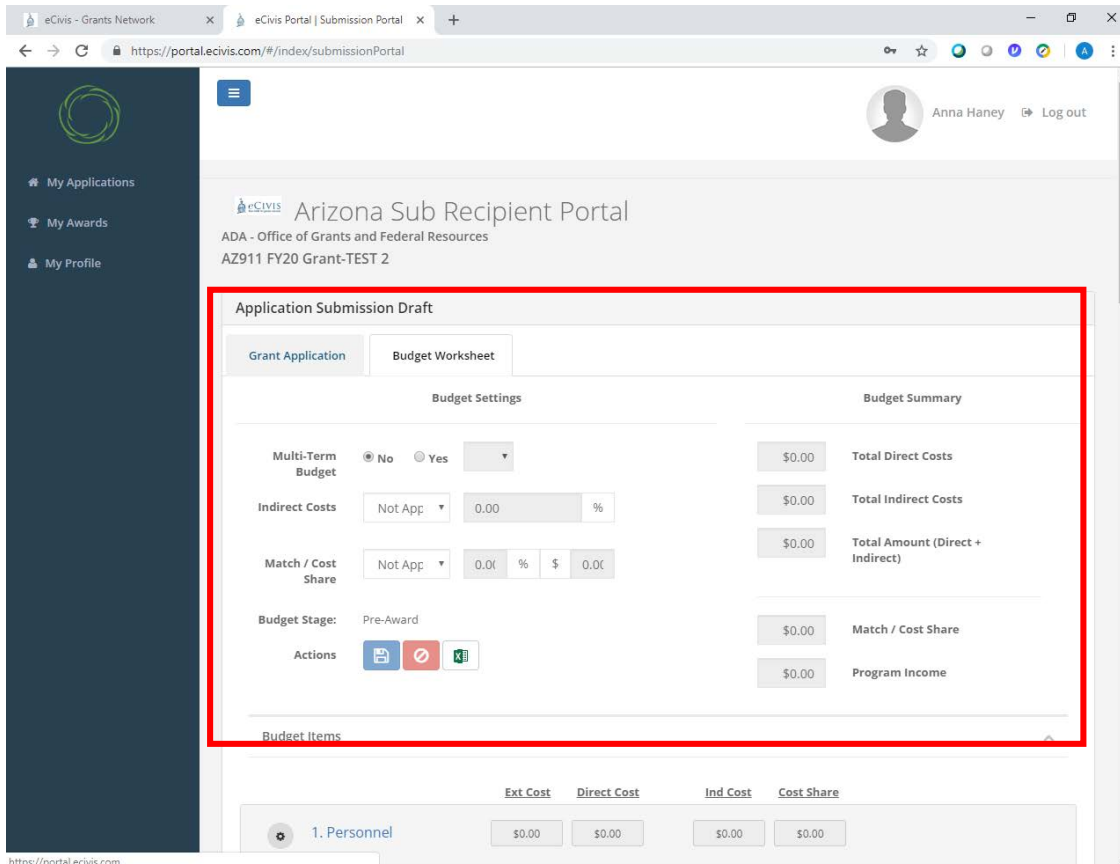 eCivis - Grants Network
eCivis Portal | Submission Portal
https://portal.ecivis.com/#/index/submissionPortal
A
Anna Haney Log out
My Applications
My Awards
My Profile
eCIVIS Arizona Sub Recipient Portal
ADA - Office of Grants and Federal Resources
AZ911 FY20 Grant-TEST 2
Application Submission Draft
Grant Application Budget Worksheet
Budget Settings
Multi-Term
Budget
No Yes
Indirect Costs Not App 0.00 %
Match / Cost
Share
Not App 0.0 % $ 0.0
Budget Stage: Pre-Award
Actions
Budget Summary
$0.00 Total Direct Costs
$0.00 Total Indirect Costs
$0.00 Total Amount (Direct +
Indirect)
$0.00 Match / Cost Share
$0.00 Program Income
Budget Items
Ext Cost Direct Cost Ind Cost Cost Share
1. Personnel $0.00 $0.00 $0.00 $0.00
https://portal.ecivis.com